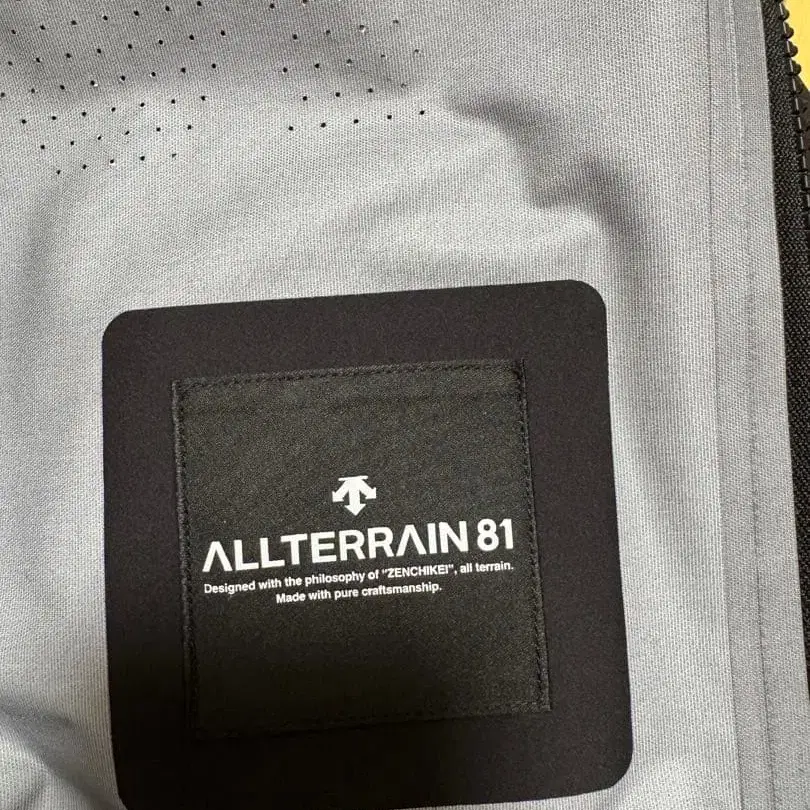 ALLTERRAIN 81
Designed with the philosophy of "ZENCHIKEI", all terrain.
Made with pure craftsmanship.